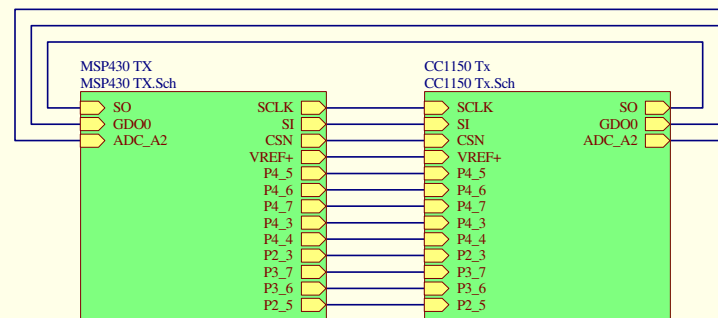 MSP430 TX
MSP430 TX.Sch
SO
GDO0
ADC_A2
SCLK
SI
CSN
VREF+
P4_5
P4_6
P4_7
P4_3
P4_4
P2_3
P3_7
P3_6
P2_5
CC1150 Tx
CC1150 Tx.Sch
SCLK
SI
CSN
VREF+
P4_5
P4_6
P4_7
P4_3
P4_4
P2_3
P3_7
P3_6
P2_5
SO
GDO0
ADC_A2